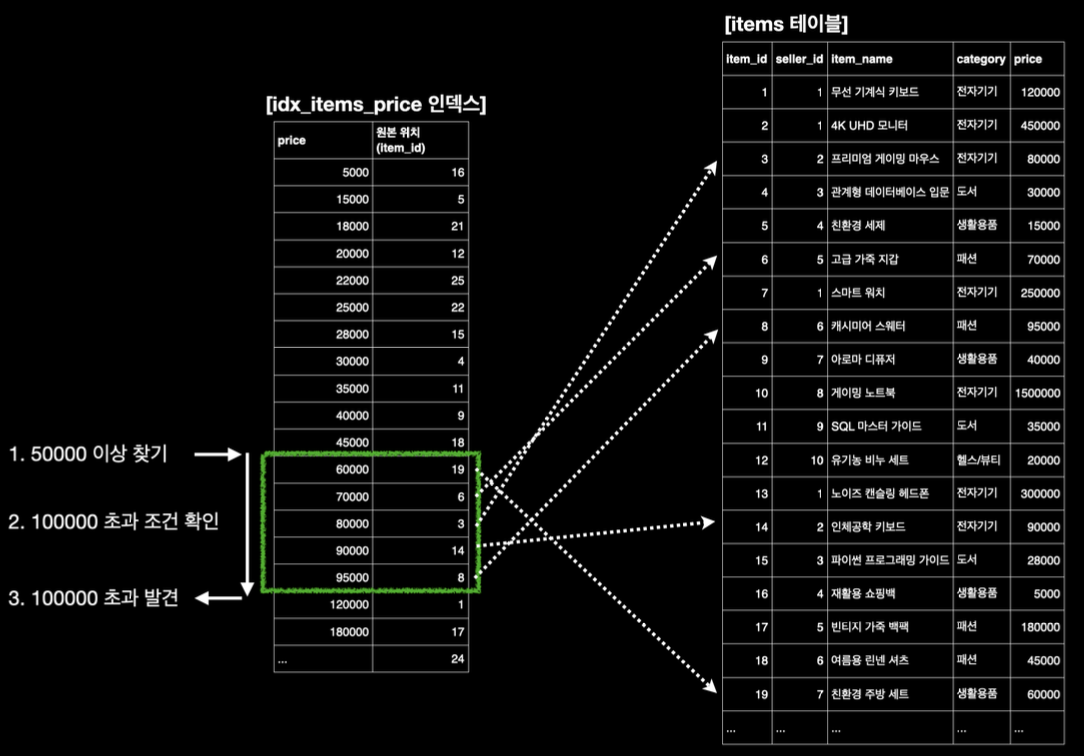 [items 테이블]
item_id seller_id item_name category price
1 1 무선 기계식 키보드 전자기기 120000
2 1 4K UHD 모니터 전자기기 450000
3 2 프리미엄 게이밍 마우스 전자기기 80000
4 3 관계형 데이터베이스 입문 도서 30000
5 4 친환경 세제 생활용품 15000
6 5 고급 가죽 지갑 패션 70000
7 1 스마트 워치 전자기기 250000
8 6 캐시미어 스웨터 패션 95000
9 7 아로마 디퓨저 생활용품 40000
10 8 게이밍 노트북 전자기기 1500000
11 9 SQL 마스터 가이드 도서 35000
12 10 유기농 비누 세트 헬스/뷰티 20000
13 1 노이즈 캔슬링 헤드폰 전자기기 300000
14 2 인체공학 키보드 전자기기 90000
15 3 파이썬 프로그래밍 가이드 도서 28000
16 4 재활용 쇼핑백 생활용품 5000
17 5 빈티지 가죽 백팩 패션 180000
18 6 여름용 린넨 셔츠 패션 45000
19 7 친환경 주방 세트 생활용품 60000
... ... ... ... ...
[idx_items_price 인덱스]
price 원본 위치
(item_id)
5000 16
15000 5
18000 21
20000 12
22000 25
25000 22
28000 15
30000 4
35000 11
40000 9
45000 18
60000 19
70000 6
80000 3
90000 14
95000 8
120000 1
180000 17
... 24
1. 50000 이상 찾기
2. 100000 초과 조건 확인
3. 100000 초과 발견